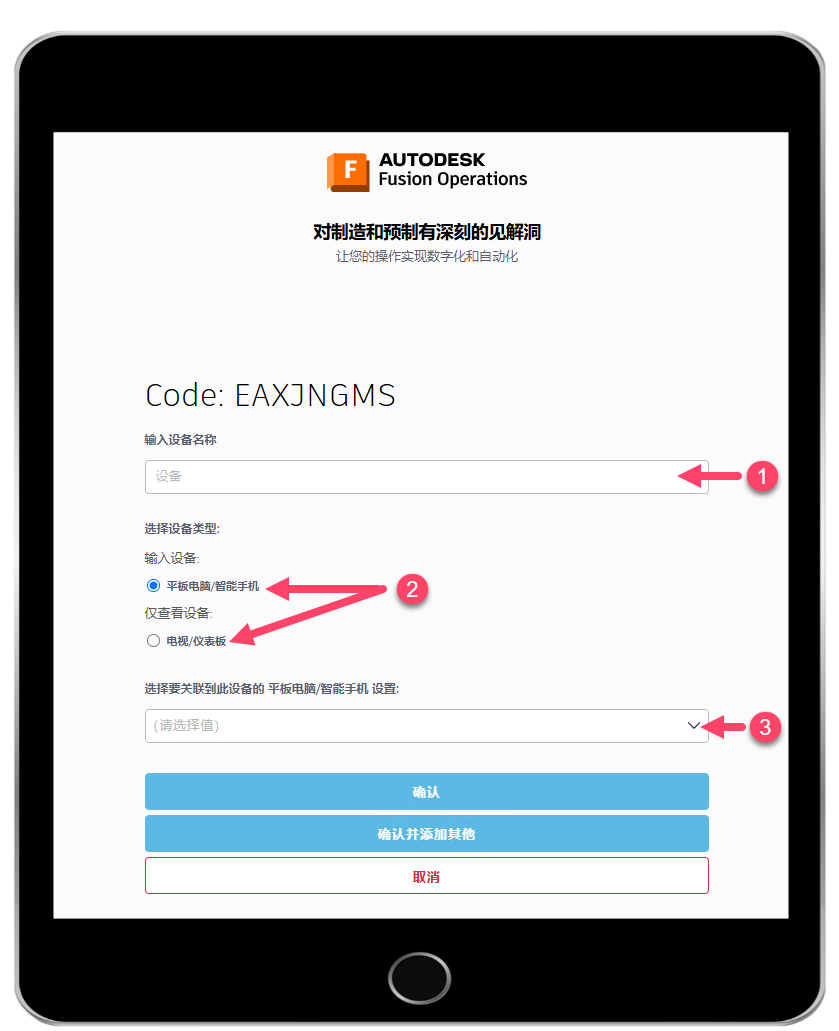 F
AUTODESK
Fusion Operations
对制造和预制有深刻的见解洞
让您的操作实现数字化和自动化
Code: EAXJNGMS
输入设备名称
设备
1
选择设备类型:
输入设备:
平板电脑/智能手机
2
仅查看设备:
电视/仪表板
选择要关联到此设备的 平板电脑/智能手机 设置:
(请选择值)
3
确认
确认并添加其他
取消